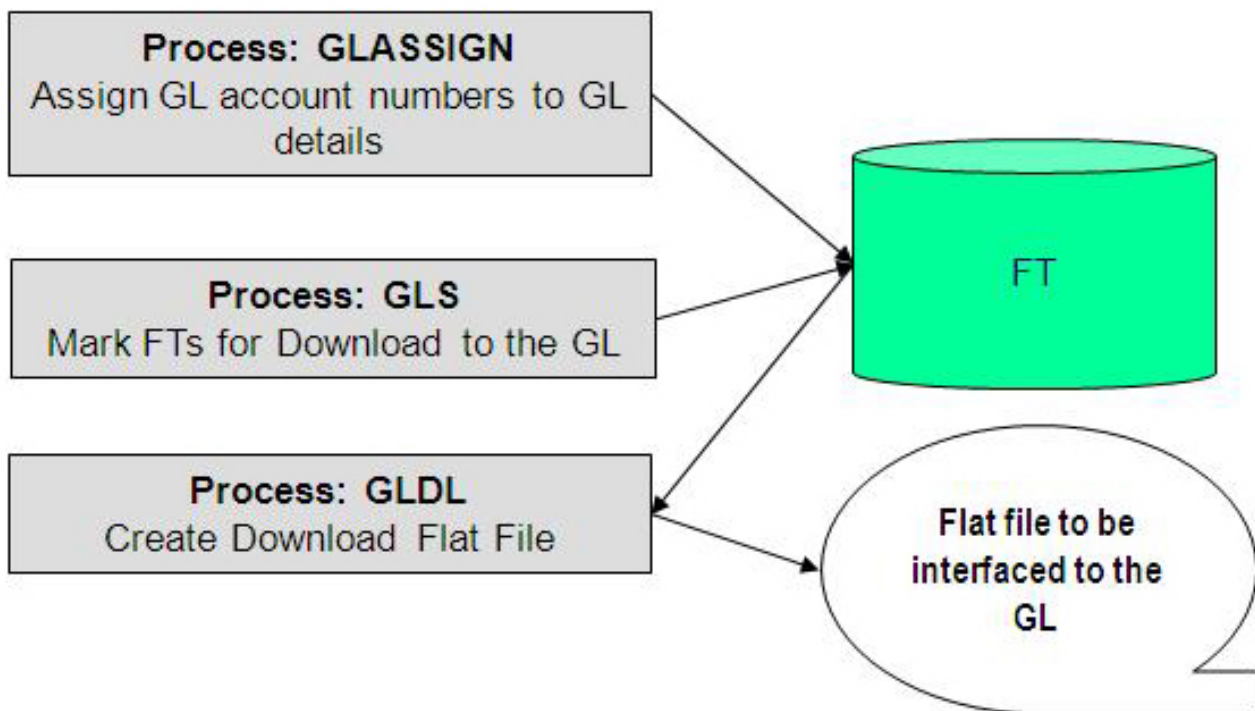 Process: GLASSIGN
Assign GL account numbers to GL
details
Process: GLS
Mark FTs for Download to the GL
Process: GLDL
Create Download Flat File
FT
Flat file to be
interfaced to the
GL